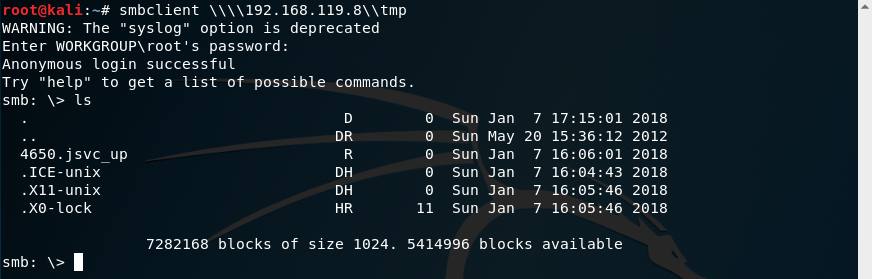 root@kali:~# smbclient \\\\192.168.119.8\\tmp
WARNING: The "syslog" option is deprecated
Enter WORKGROUP\root's password:
Anonymous login successful
Try "help" to get a list of possible commands.
smb: \> ls
  .                                   D        0  Sun Jan  7 17:15:01 2018
  ..                                 DR        0  Sun May 20 15:36:12 2012
  4650.jsvc_up                        R        0  Sun Jan  7 16:06:01 2018
  .ICE-unix                          DH        0  Sun Jan  7 16:04:43 2018
  .X11-unix                          DH        0  Sun Jan  7 16:05:46 2018
  .X0-lock                           HR       11  Sun Jan  7 16:05:46 2018
                7282168 blocks of size 1024. 5414996 blocks available
smb: \>